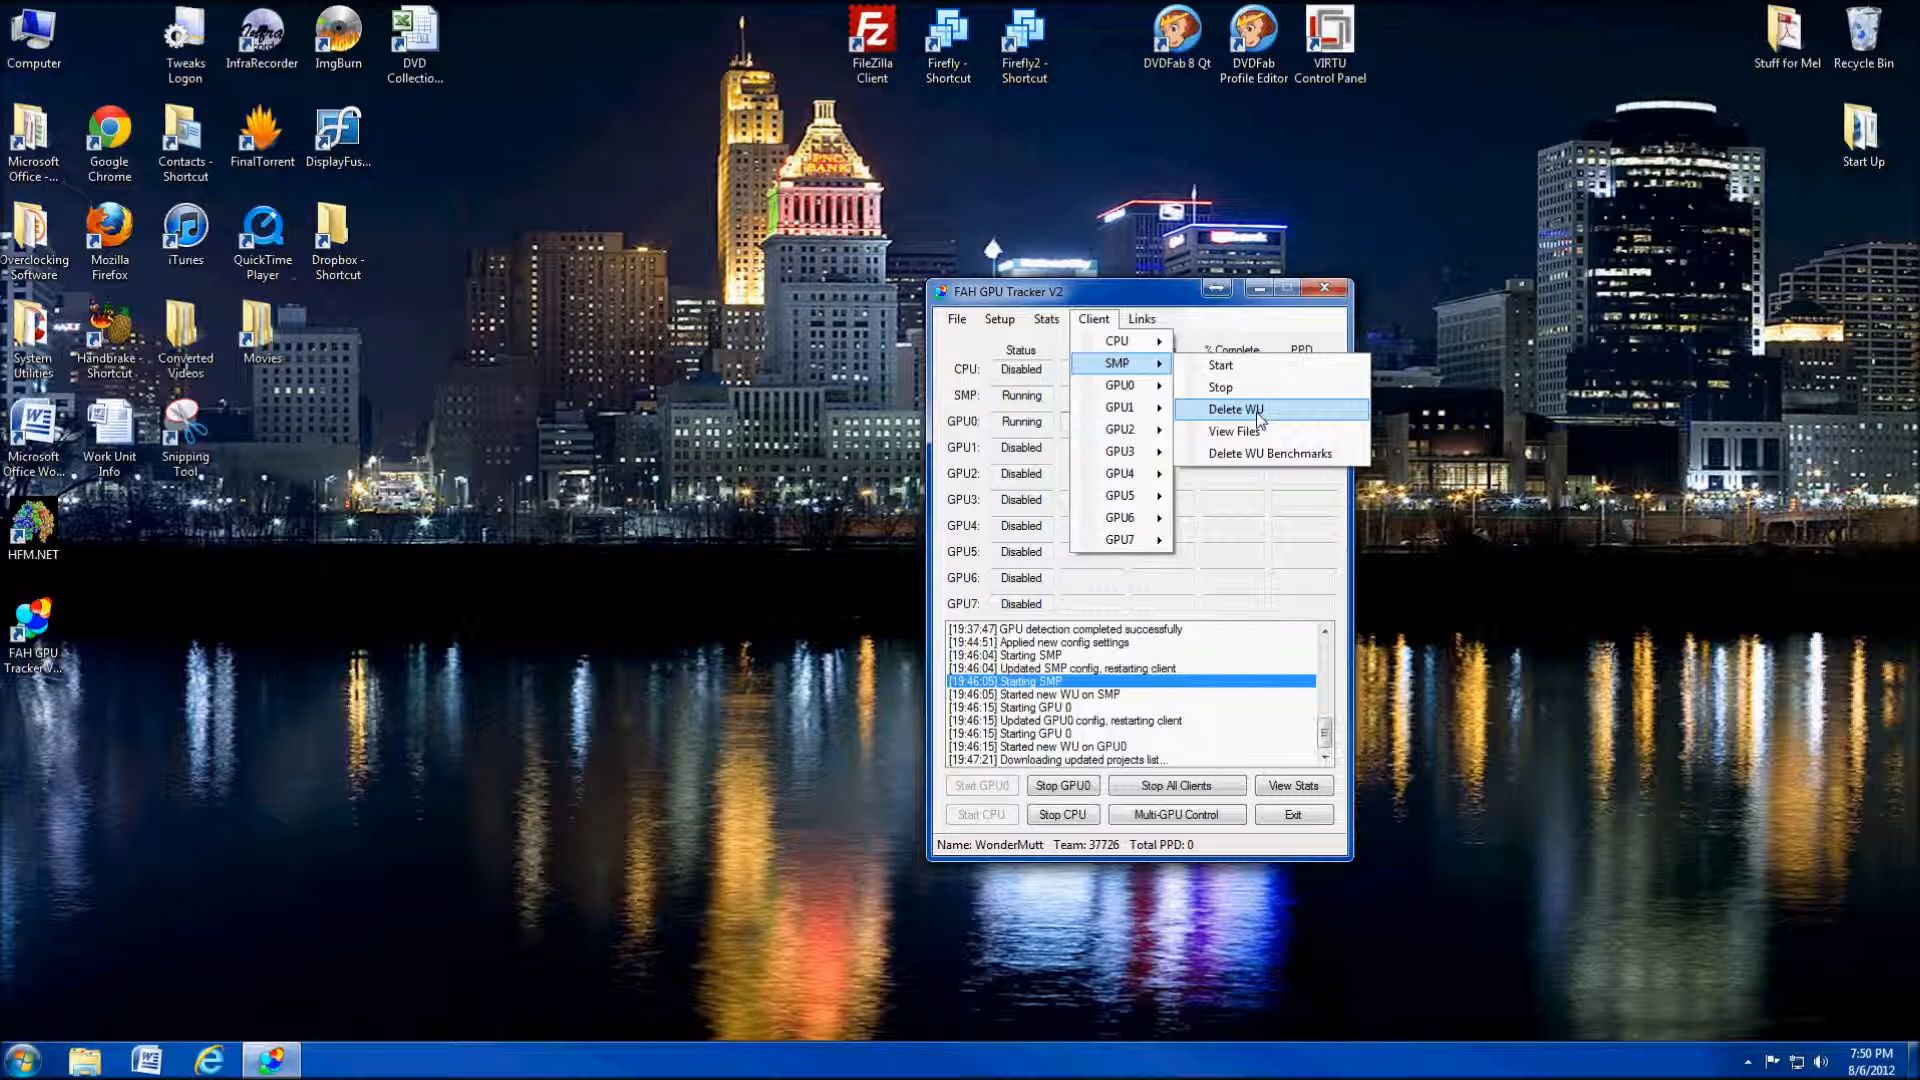 Computer
Tweaks
Logon
InfraRecorder
ImgBurn
DVD
Collectio...
FileZilla
Client
Firefly -
Shortcut
Firefly2 -
Shortcut
DVDFab 8 Qt
DVDFab
Profile Editor
VIRTU
Control Panel
Stuff for Me!
Recycle Bin
Microsoft
Office -...
Google
Chrome
Contacts -
Shortcut
FinalTorrent
DisplayFus...
Start Up
PNC
BANK
Overclocking
Software
Mozilla
Firefox
iTunes
QuickTime
Player
Dropbox -
Shortcut
System
Utilities
Handbrake -
Shortcut
Converted
Videos
Movies
Microsoft
Office Wo...
Work Unit
Info
Snipping
Tool
HFM.NET
FAH GPU
Tracker V...
FAH GPU Tracker V2
File Setup Stats Client Links
Status % Complete PPD
CPU: Disabled
SMP: Running
GPU0: Running
GPU1: Disabled
GPU2: Disabled
GPU3: Disabled
GPU4: Disabled
GPU5: Disabled
GPU6: Disabled
GPU7: Disabled
CPU
SMP
GPU0
GPU1
GPU2
GPU3
GPU4
GPU5
GPU6
GPU7
Start
Stop
Delete WU
View Files
Delete WU Benchmarks
[19:37:47] GPU detection completed successfully
[19:44:51] Applied new config settings
[19:46:04] Starting SMP
[19:46:04] Updated SMP config, restarting client
[19:46:05] Starting SMP
[19:46:05] Started new WU on SMP
[19:46:15] Starting GPU 0
[19:46:15] Updated GPU0 config, restarting client
[19:46:15] Starting GPU 0
[19:46:15] Started new WU on GPU0
[19:47:21] Downloading updated projects list...
Start GPU0 Stop GPU0 Stop All Clients View Stats
Start CPU Stop CPU Multi-GPU Control Exit
Name: WonderMutt Team: 37726 Total PPD: 0
7:50 PM
8/6/2012